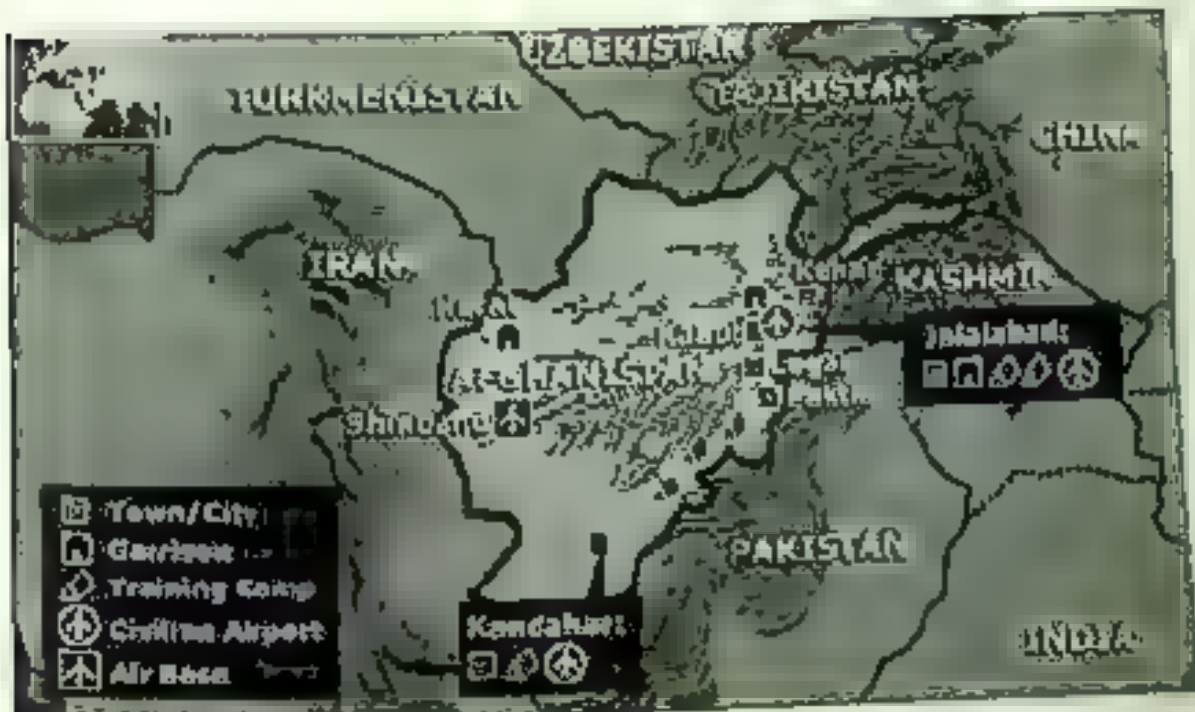 UZBEKISTAN
TURKMENISTAN
TAJIKISTAN
CHINA
IRAN
KASHMIR
Jalalabad:
AFGHANISTAN
Shindand
Town/City
Garrison
Training Camp
Civilian Airport
Air Base
PAKISTAN
Kandahar:
INDIA